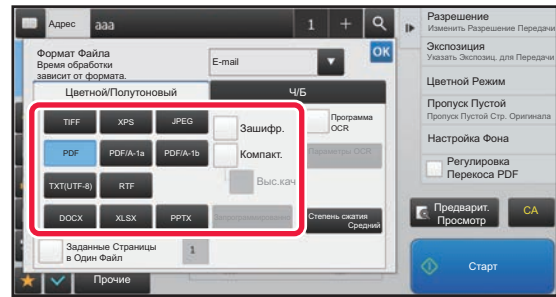 Адрес
aaa
1
Разрешение
Изменить Разрешение Передачи
Экспозиция
Указать Экспозиц. для Передачи
Цветной Режим
Пропуск Пустой
Пропуск Пустой Стр. Оригинала
Настройка Фона
Регулировка
Перекоса PDF
Предварит.
Просмотр
CA
Старт
Формат Файла
Время обработки
зависит от формата.
E-mail
OK
Цветной/Полутоновый
Ч/Б
TIFF
XPS
JPEG
Зашифр.
Программа
OCR
PDF
PDF/A-1a
PDF/A-1b
Компакт.
Параметры OCR
TXT(UTF-8)
RTF
Выс.кач
DOCX
XLSX
PPTX
Степень сжатия
Средний
Заданные Страницы
в Один Файл
1
Прочие